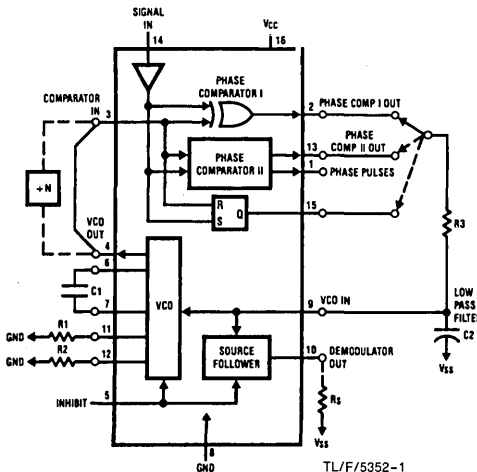 SIGNAL
IN
14
VCC
16
PHASE
COMPARATOR I
COMPARATOR
IN
3
2
PHASE COMP I OUT
PHASE
COMPARATOR II
13
PHASE
COMP II OUT
1
PHASE PULSES
+N
R
S
Q
15
VCO
OUT
4
R3
6
C1
7
VCO
9
VCO IN
LOW
PASS
FILTE
C2
VSS
R1
GND
11
R2
GND
12
SOURCE
FOLLOWER
10
DEMODULATOR
OUT
RS
VSS
INHIBIT
5
8
GND
TL/F/5352-1